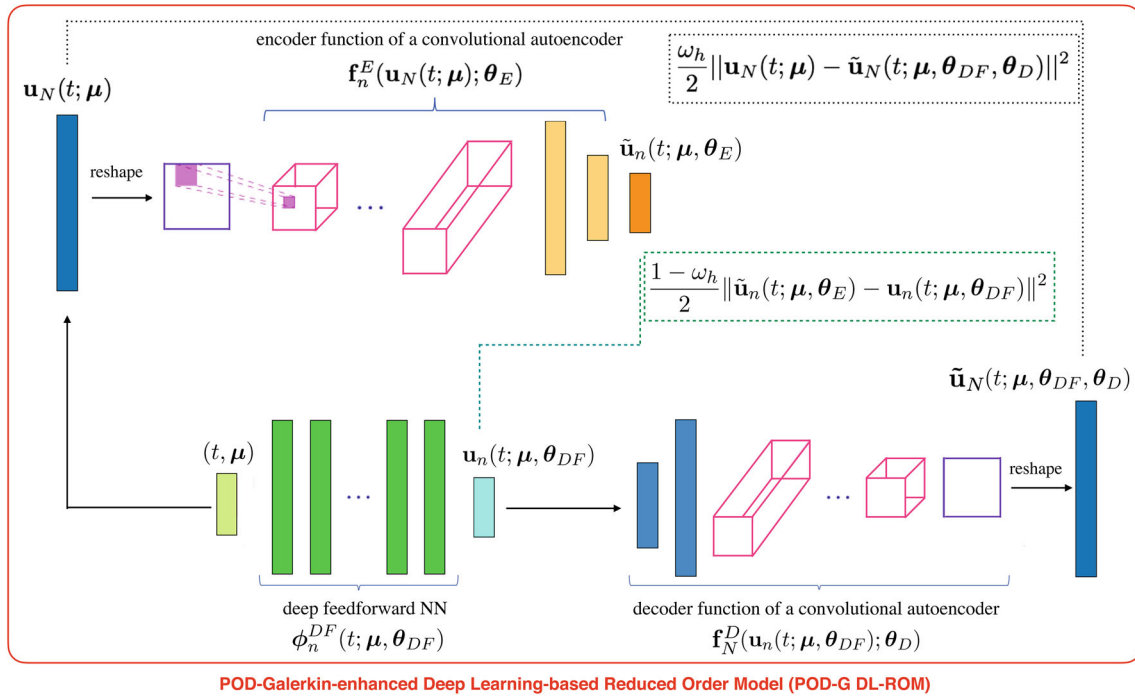 encoder function of a convolutional autoencoder
f_n^E(u_N(t; μ); θ_E)
ω_h/2 ||u_N(t; μ) − ũ_N(t; μ, θ_DF, θ_D)||²
u_N(t; μ)
reshape
...
ũ_n(t; μ, θ_E)
1 − ω_h/2 ‖ũ_n(t; μ, θ_E) − u_n(t; μ, θ_DF)‖²
ũ_N(t; μ, θ_DF, θ_D)
(t, μ)
...
u_n(t; μ, θ_DF)
...
reshape
deep feedforward NN
ϕ_n^DF(t; μ, θ_DF)
decoder function of a convolutional autoencoder
f_N^D(u_n(t; μ, θ_DF); θ_D)
POD-Galerkin-enhanced Deep Learning-based Reduced Order Model (POD-G DL-ROM)